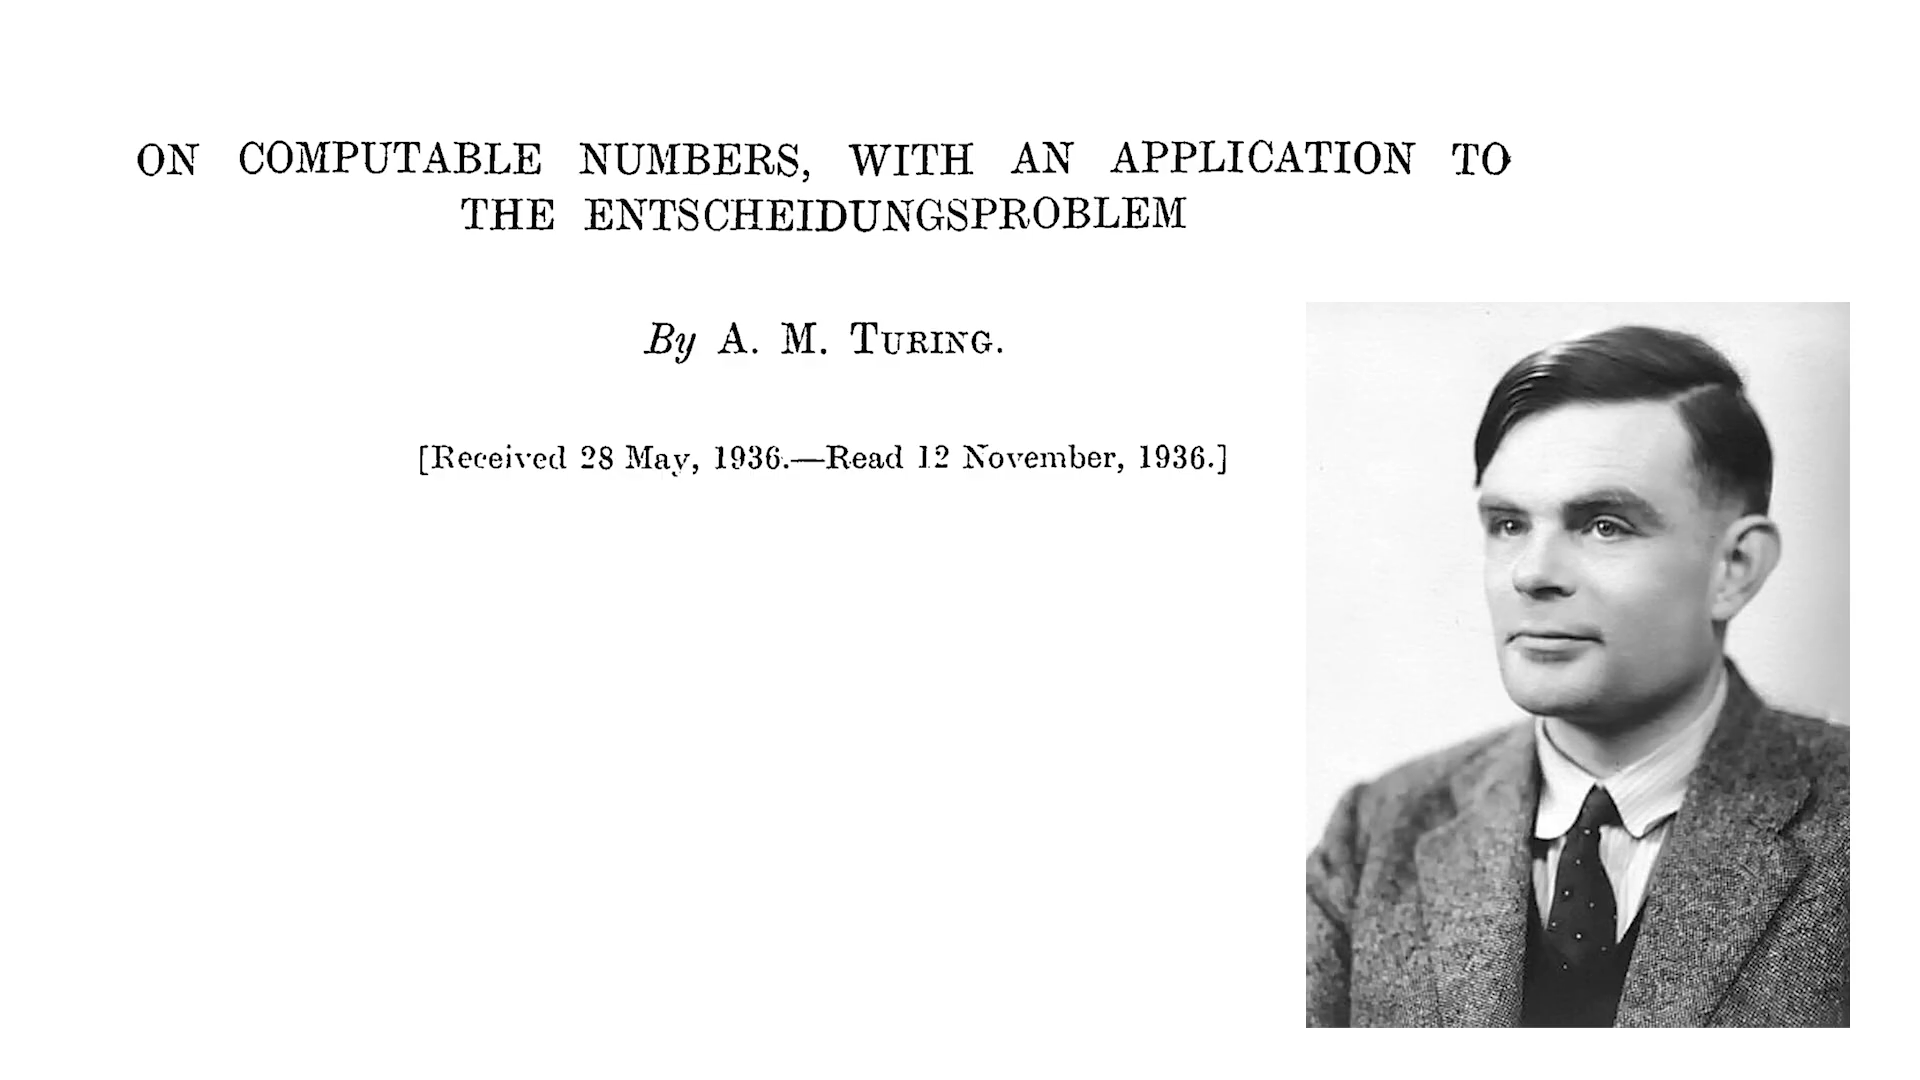 ON COMPUTABLE NUMBERS, WITH AN APPLICATION TO
THE ENTSCHEIDUNGSPROBLEM
By A. M. TURING.
[Received 28 May, 1936.—Read 12 November, 1936.]